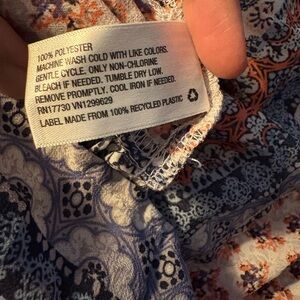 100% POLYESTER
MACHINE WASH COLD WITH LIKE COLORS.
GENTLE CYCLE. ONLY NON-CHLORINE
BLEACH IF NEEDED. TUMBLE DRY LOW.
REMOVE PROMPTLY. COOL IRON IF NEEDED.
RN17730 VN1299629
LABEL MADE FROM 100% RECYCLED PLASTIC